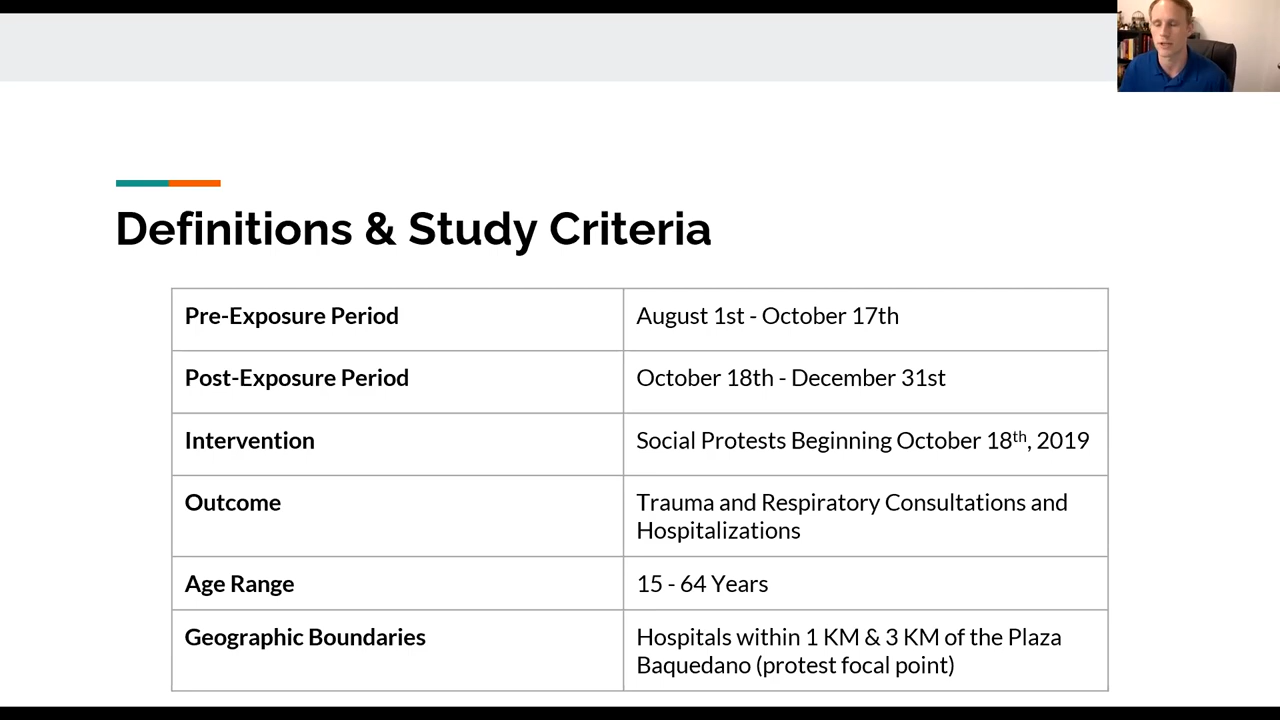 Definitions & Study Criteria
Pre-Exposure Period
August 1st - October 17th
Post-Exposure Period
October 18th - December 31st
Intervention
Social Protests Beginning October 18th, 2019
Outcome
Trauma and Respiratory Consultations and
Hospitalizations
Age Range
15 - 64 Years
Geographic Boundaries
Hospitals within 1 KM & 3 KM of the Plaza
Baquedano (protest focal point)